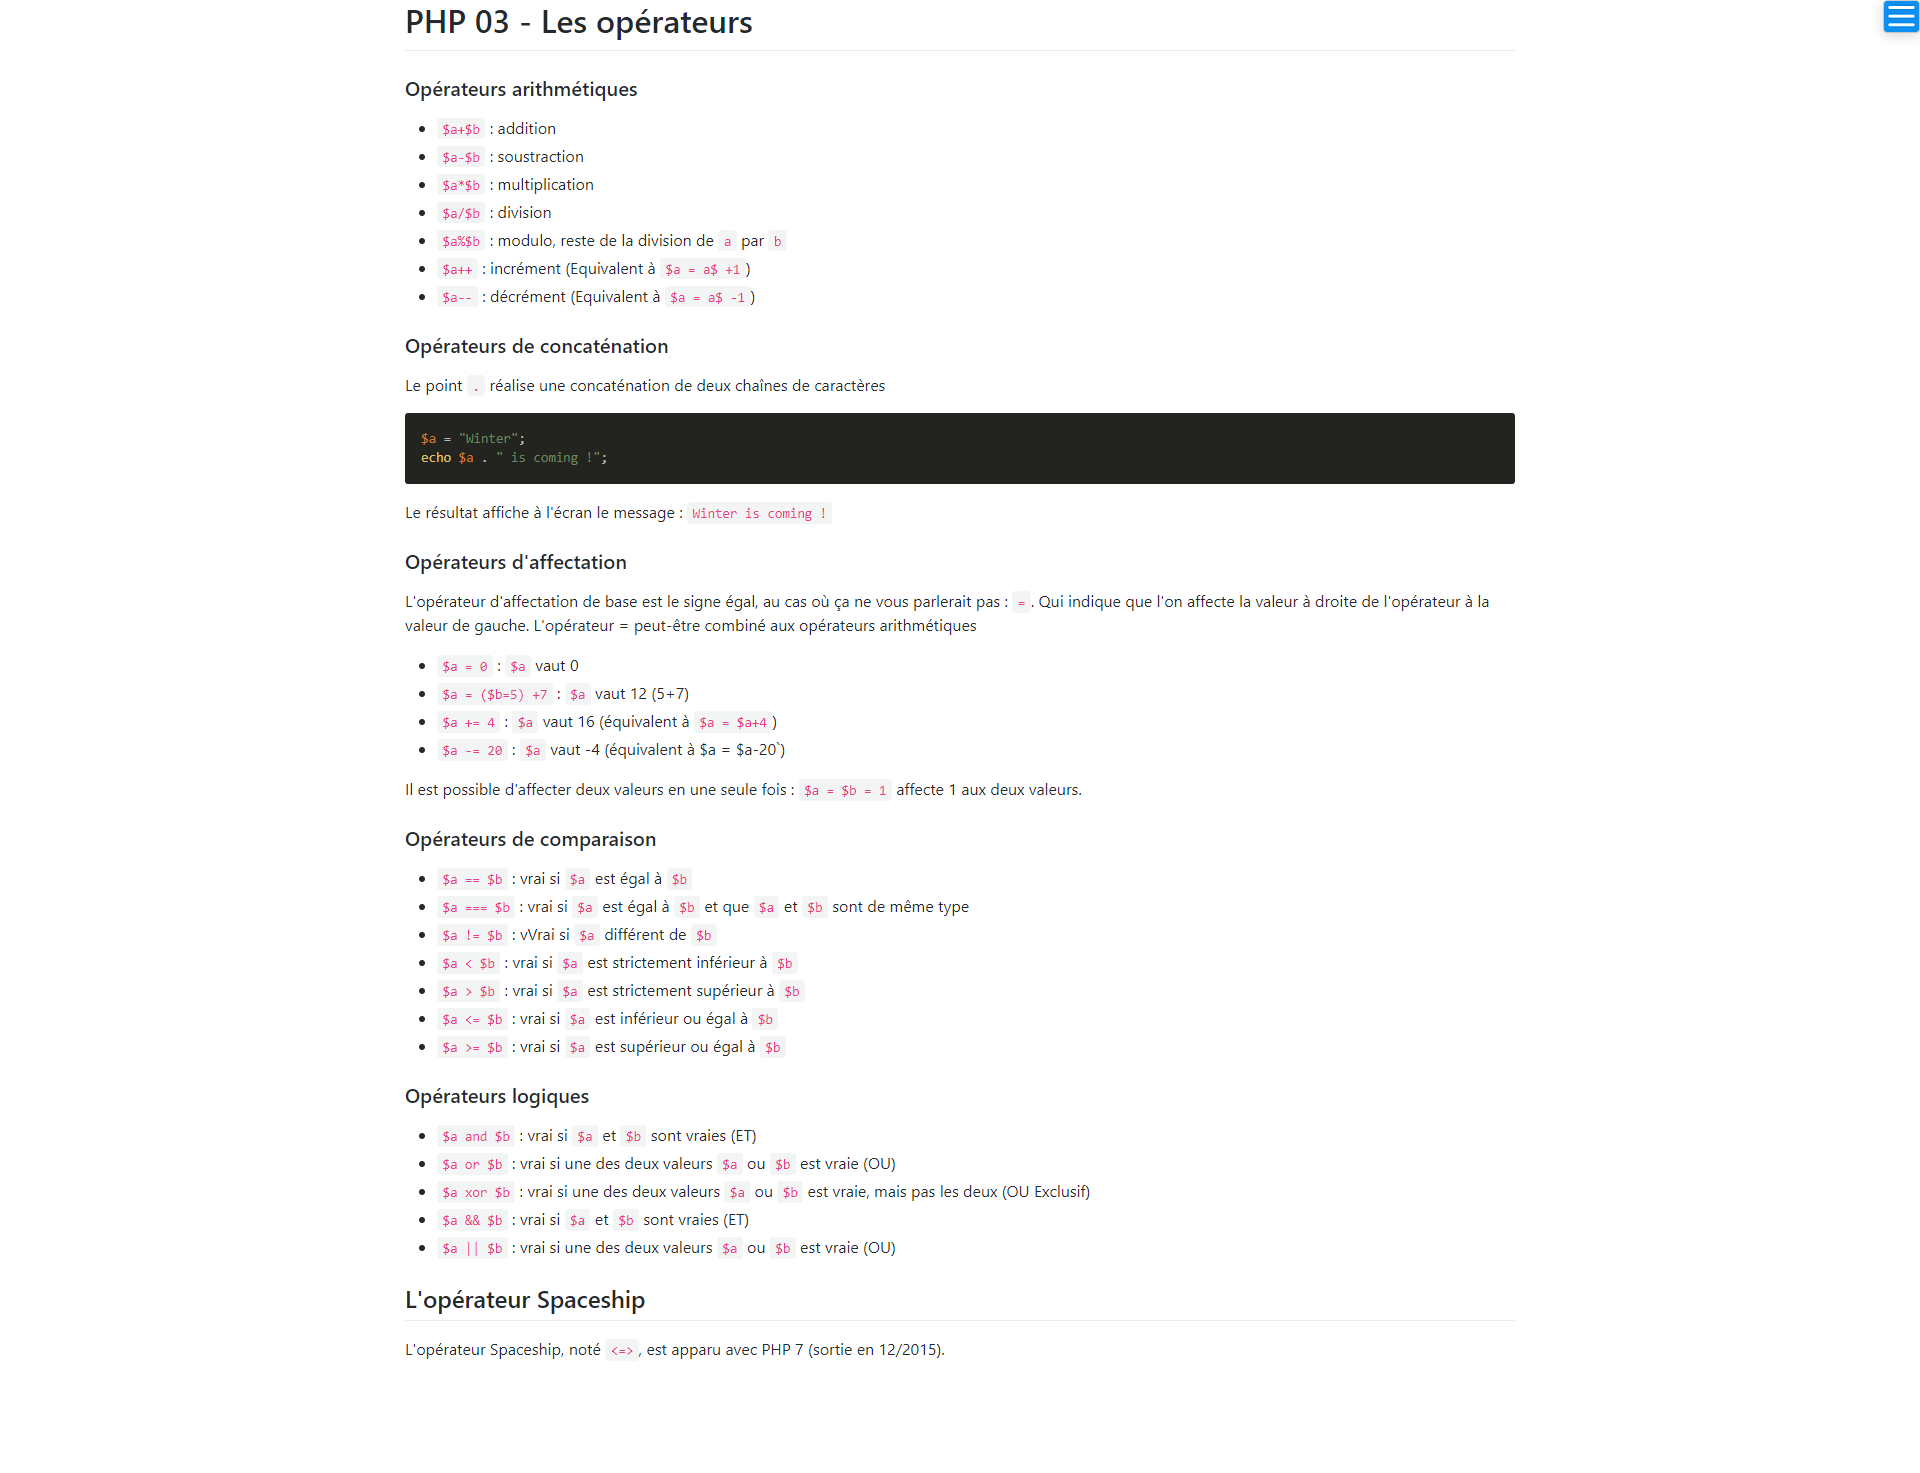 PHP 03 - Les opérateurs
Opérateurs arithmétiques
$a+$b : addition
$a-$b : soustraction
$a*$b : multiplication
$a/$b : division
$a%$b : modulo, reste de la division de a par b
$a++ : incrément (Equivalent à $a = a$ +1 )
$a-- : décrément (Equivalent à $a = a$ -1 )
Opérateurs de concaténation
Le point . réalise une concaténation de deux chaînes de caractères
$a = "Winter";
echo $a . " is coming !";
Le résultat affiche à l'écran le message : Winter is coming !
Opérateurs d'affectation
L'opérateur d'affectation de base est le signe égal, au cas où ça ne vous parlerait pas : = . Qui indique que l'on affecte la valeur à droite de l'opérateur à la
valeur de gauche. L'opérateur = peut-être combiné aux opérateurs arithmétiques
$a = 0 : $a vaut 0
$a = ($b=5) +7 : $a vaut 12 (5+7)
$a += 4 : $a vaut 16 (équivalent à $a = $a+4 )
$a -= 20 : $a vaut -4 (équivalent à $a = $a-20`)
Il est possible d'affecter deux valeurs en une seule fois : $a = $b = 1 affecte 1 aux deux valeurs.
Opérateurs de comparaison
$a == $b : vrai si $a est égal à $b
$a === $b : vrai si $a est égal à $b et que $a et $b sont de même type
$a != $b : vVrai si $a différent de $b
$a < $b : vrai si $a est strictement inférieur à $b
$a > $b : vrai si $a est strictement supérieur à $b
$a <= $b : vrai si $a est inférieur ou égal à $b
$a >= $b : vrai si $a est supérieur ou égal à $b
Opérateurs logiques
$a and $b : vrai si $a et $b sont vraies (ET)
$a or $b : vrai si une des deux valeurs $a ou $b est vraie (OU)
$a xor $b : vrai si une des deux valeurs $a ou $b est vraie, mais pas les deux (OU Exclusif)
$a && $b : vrai si $a et $b sont vraies (ET)
$a || $b : vrai si une des deux valeurs $a ou $b est vraie (OU)
L'opérateur Spaceship
L'opérateur Spaceship, noté <=> , est apparu avec PHP 7 (sortie en 12/2015).